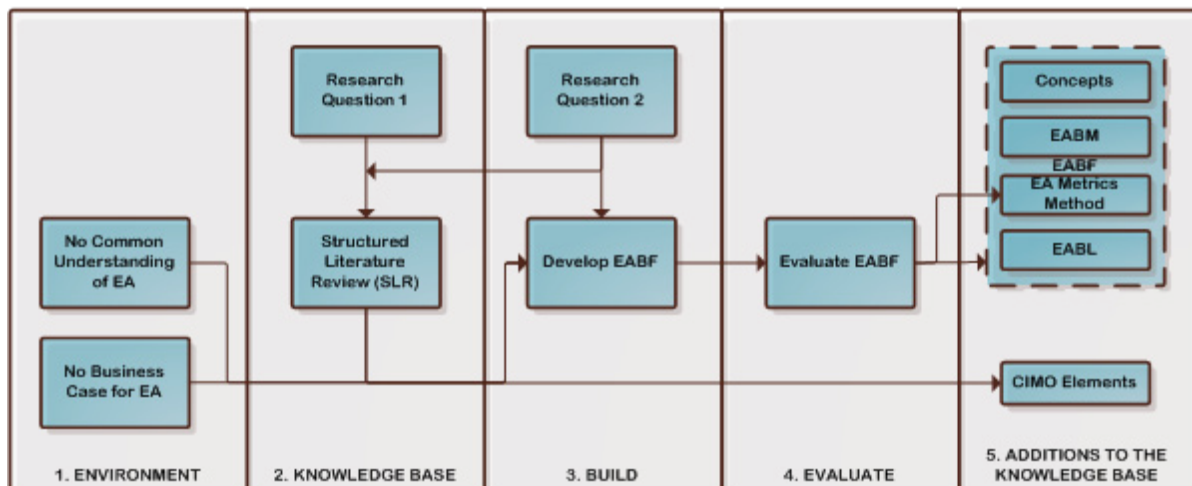 Research
Question 1
Research
Question 2
Concepts
EABM
EABF
EA Metrics
Method
No Common
Understanding
of EA
Structured
Literature
Review (SLR)
Develop EABF
Evaluate EABF
EABL
No Business
Case for EA
CIMO Elements
1. ENVIRONMENT
2. KNOWLEDGE BASE
3. BUILD
4. EVALUATE
5. ADDITIONS TO THE
KNOWLEDGE BASE